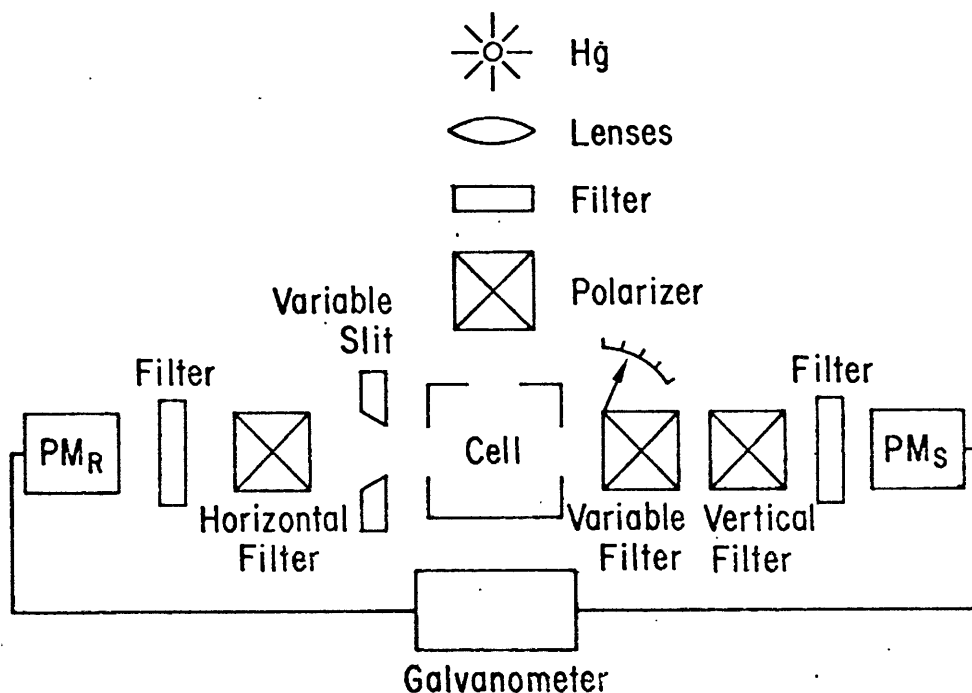 Hg
Lenses
Filter
Polarizer
Variable
Slit
Filter
Filter
PMR
Cell
PMS
Horizontal
Filter
Variable
Filter
Vertical
Filter
Galvanometer